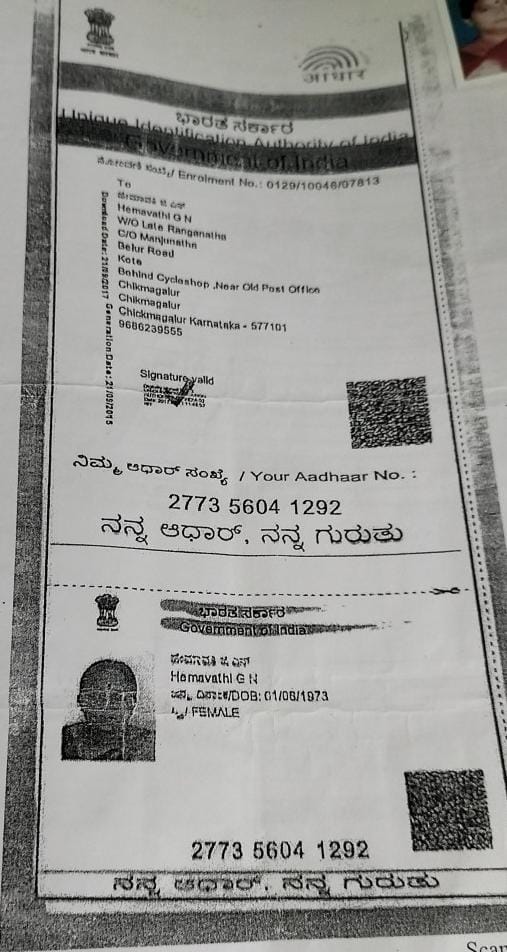 आधार
ಭಾರತ ಸರ್ಕಾರ
Unique Identification Authority of India
Government of India
Enrolment No.: 0129/10046/07813
To
Hemavathi G N
W/O Late Ranganatha
C/O Manjunatha
Belur Road
Kote
Behind Cycleshop ,Near Old Post Office
Chikmagalur
Chikmagalur
Chickmagalur Karnataka - 577101
9686239555
Signature valid
ನಿಮ್ಮ ಆಧಾರ್ ಸಂಖ್ಯೆ / Your Aadhaar No. :
2773 5604 1292
ನನ್ನ ಆಧಾರ್, ನನ್ನ ಗುರುತು
ಭಾರತ ಸರ್ಕಾರ
Government of India
Hemavathi G N
/DOB: 01/06/1973
/ FEMALE
2773 5604 1292
ನನ್ನ ಆಧಾರ್, ನನ್ನ ಗುರುತು